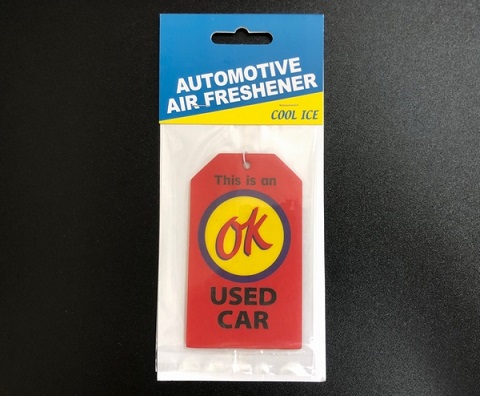 AUTOMOTIVE
AIR FRESHENER
COOL ICE
This is an
OK
USED
CAR